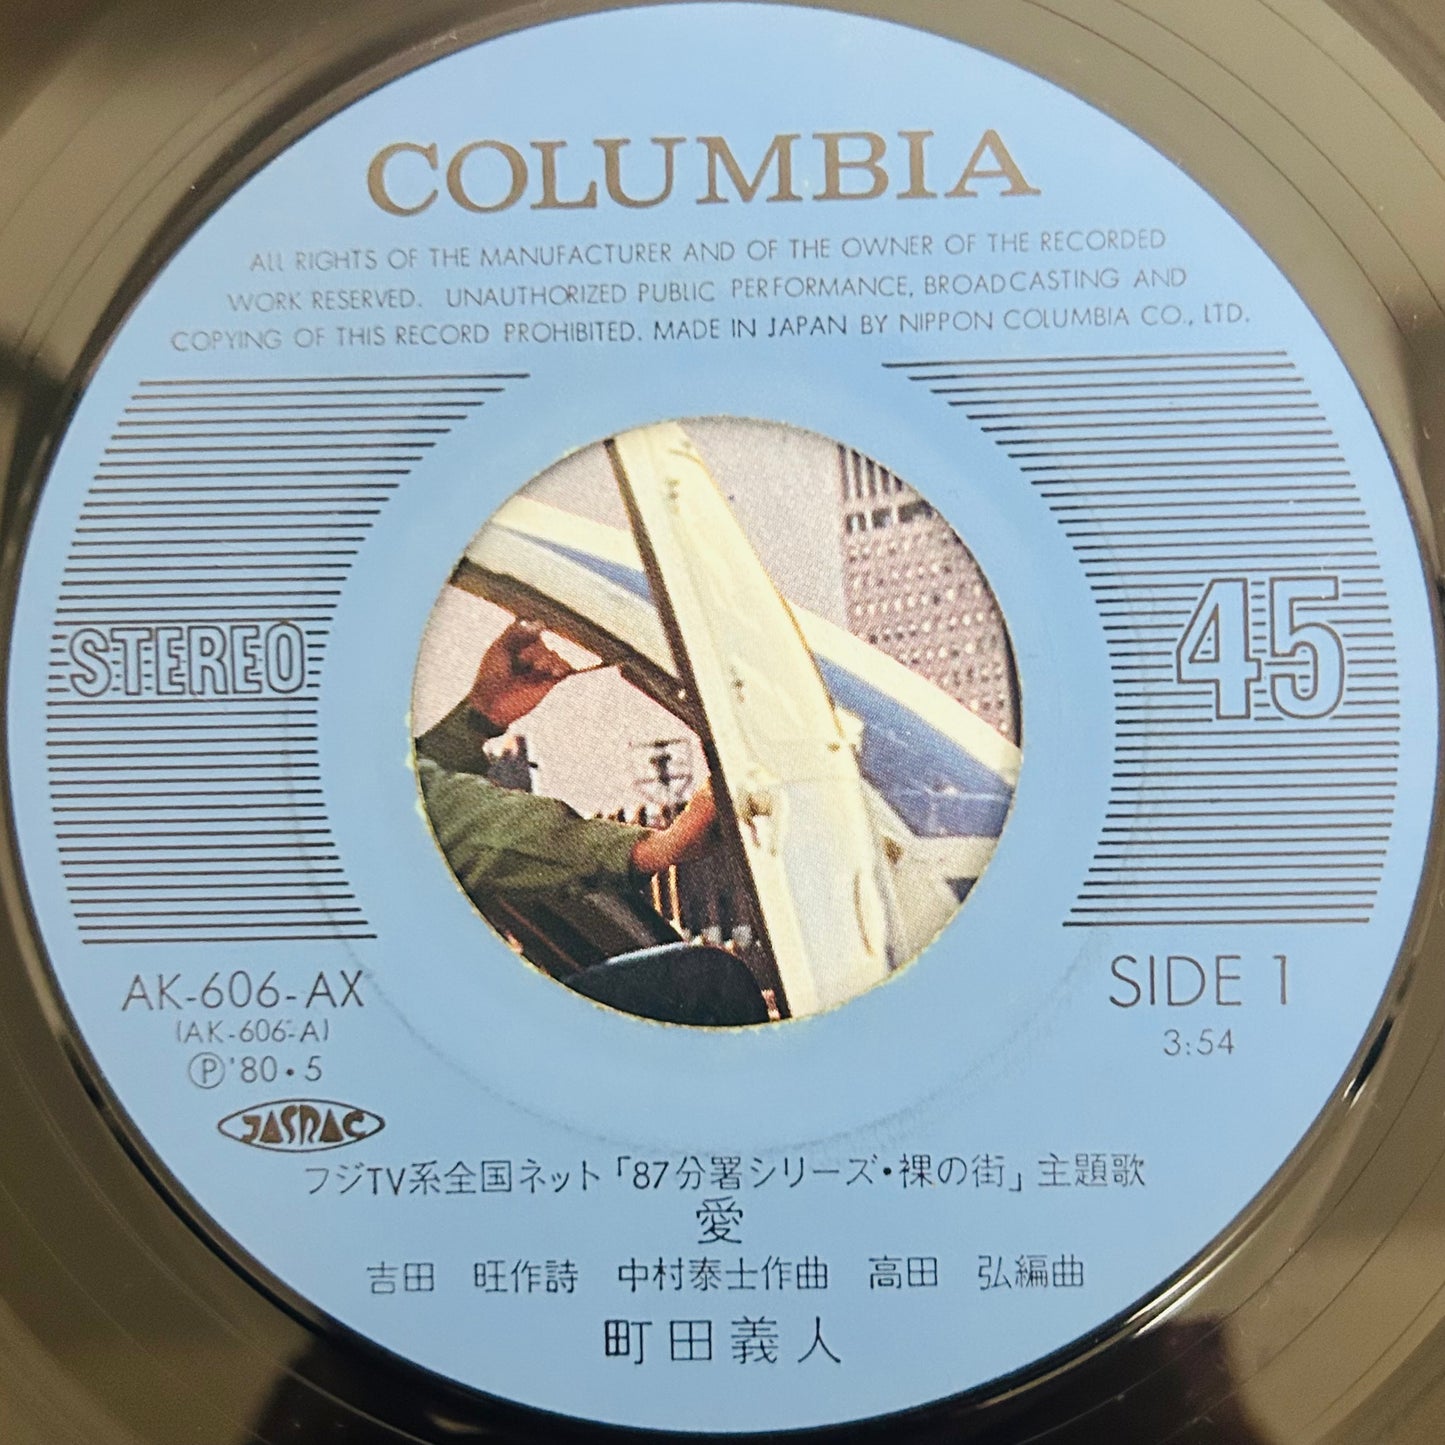 COLUMBIA
ALL RIGHTS OF THE MANUFACTURER AND OF THE OWNER OF THE RECORDED
WORK RESERVED. UNAUTHORIZED PUBLIC PERFORMANCE, BROADCASTING AND
COPYING OF THIS RECORD PROHIBITED. MADE IN JAPAN BY NIPPON COLUMBIA CO., LTD.
STEREO
45
AK-606-AX
(AK-606-A)
Ⓟ'80・5
JASRAC
SIDE 1
3:54
フジTV系全国ネット「87分署シリーズ・裸の街」主題歌
愛
吉田 旺作詩 中村泰士作曲 高田 弘編曲
町田義人